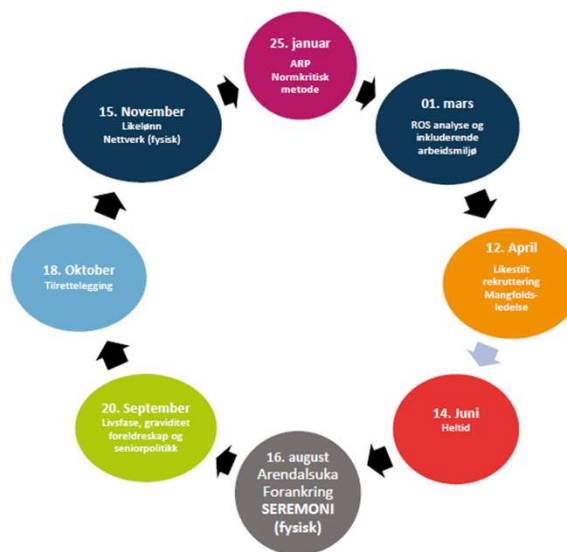 25. januar
ARP
Normkritisk
metode
01. mars
ROS analyse og
inkluderende
arbeidsmiljø
12. April
Likestilt
rekruttering
Mangfolds-
ledelse
14. Juni
Heltid
16. august
Arendalsuka
Forankring
SEREMONI
(fysisk)
20. September
Livsfase, graviditet
foreldreskap og
seniorpolitikk
18. Oktober
Tilrettelegging
15. November
Likelønn
Nettverk (fysisk)